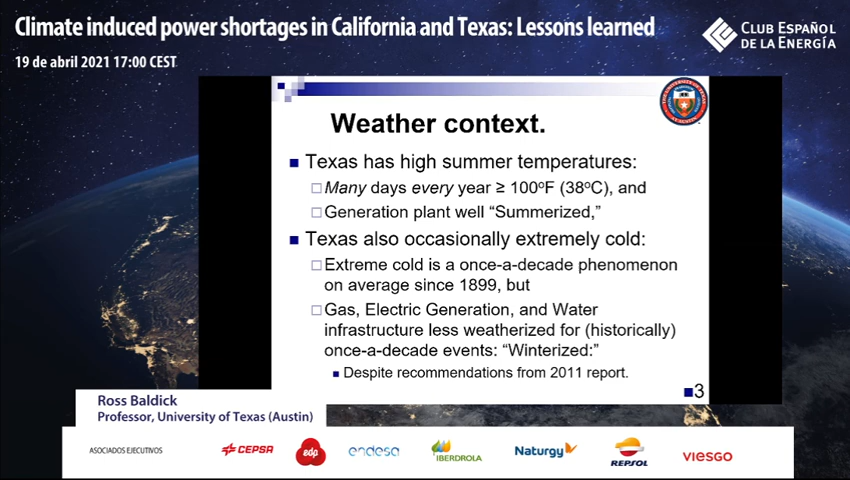 Climate induced power shortages in California and Texas: Lessons learned
19 de abril 2021 17:00 CEST
CLUB ESPAÑOL
DE LA ENERGÍA
Weather context.
Texas has high summer temperatures:
Many days every year ≥ 100ºF (38ºC), and
Generation plant well “Summerized,”
Texas also occasionally extremely cold:
Extreme cold is a once-a-decade phenomenon
on average since 1899, but
Gas, Electric Generation, and Water
infrastructure less weatherized for (historically)
once-a-decade events: “Winterized:”
Despite recommendations from 2011 report.
3
Ross Baldick
Professor, University of Texas (Austin)
ASOCIADOS EJECUTIVOS
CEPSA
edp
endesa
IBERDROLA
Naturgy
REPSOL
viesgo